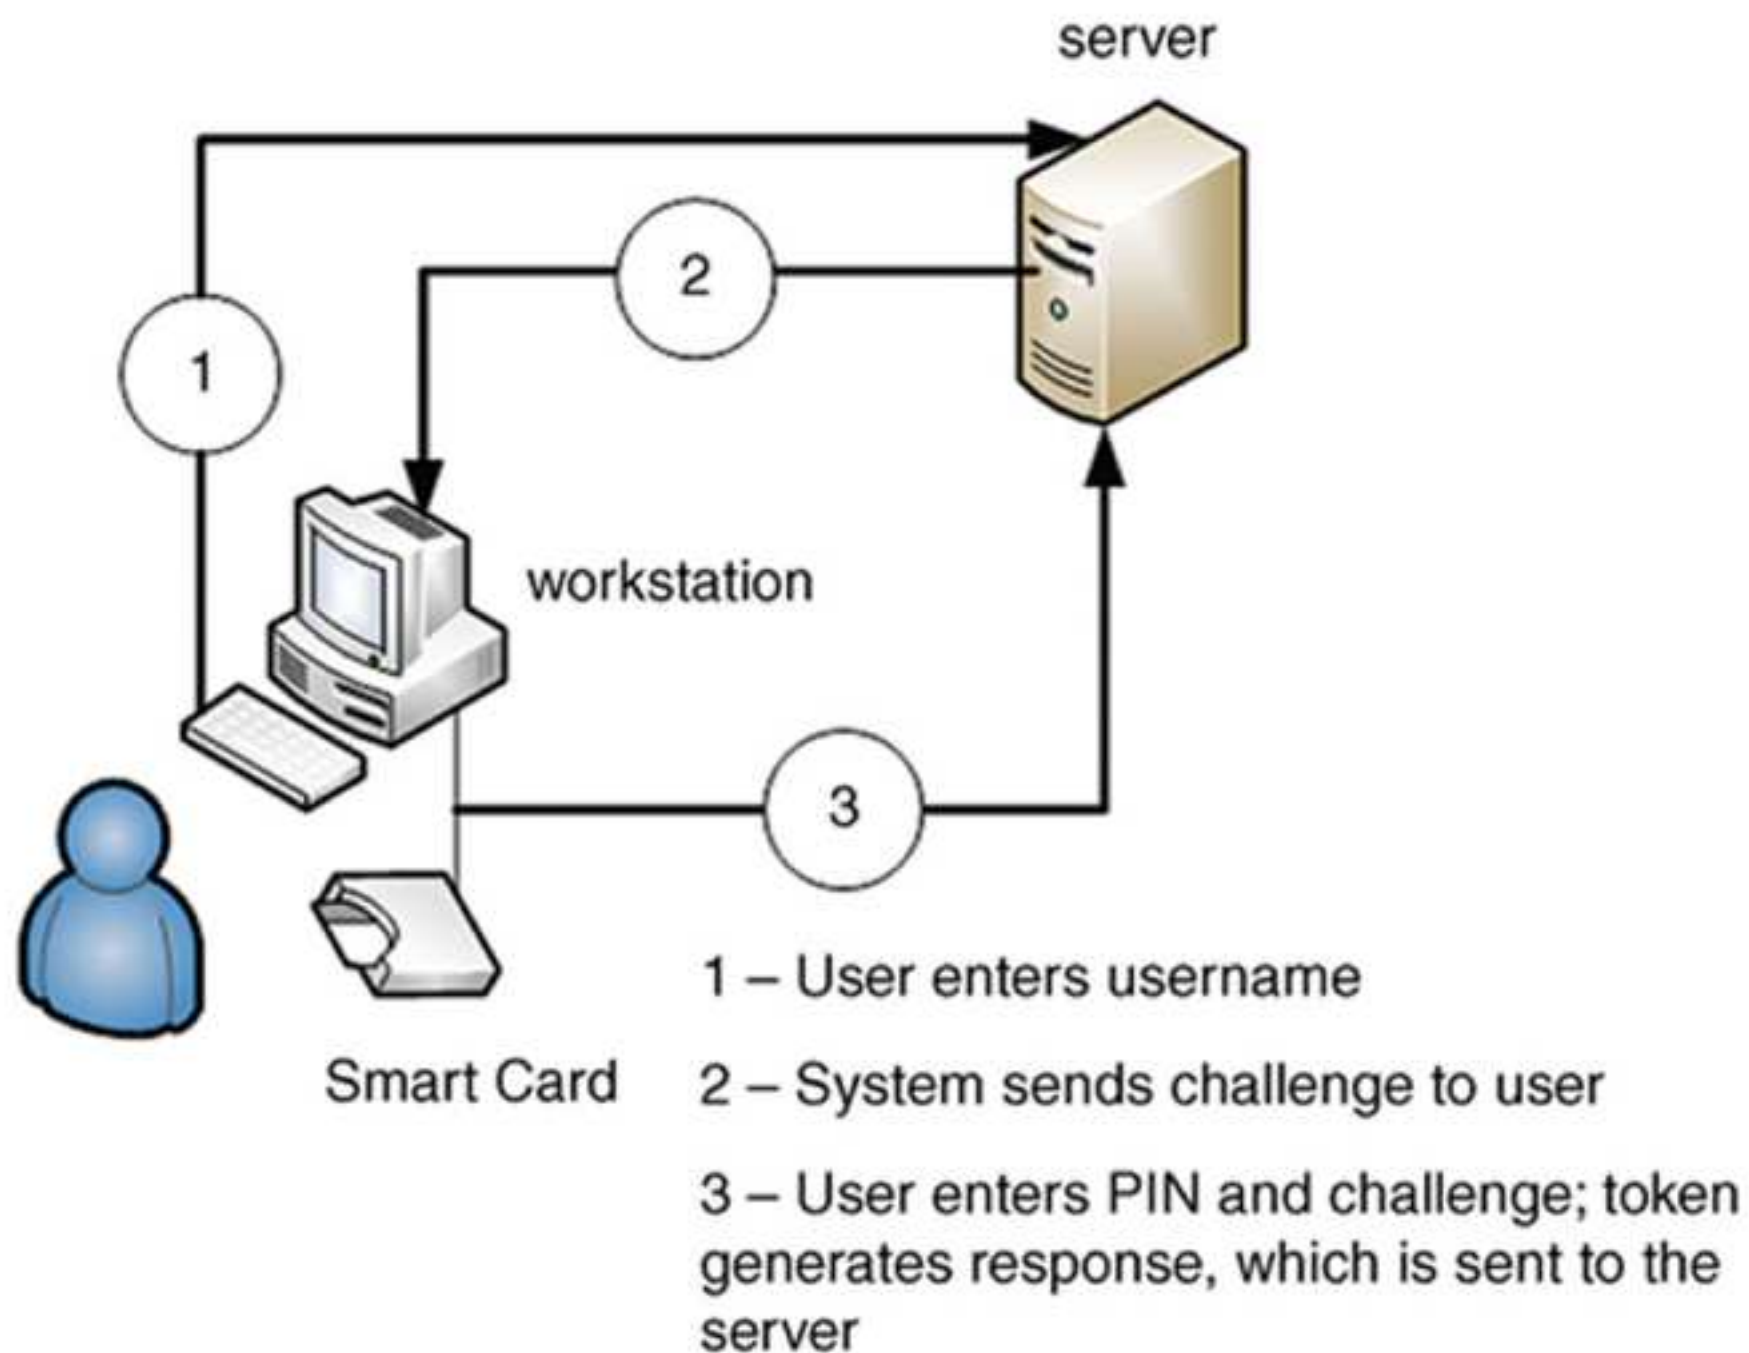 server
2
1
workstation
3
1 – User enters username
Smart Card
2 – System sends challenge to user
3 – User enters PIN and challenge; token
generates response, which is sent to the
server